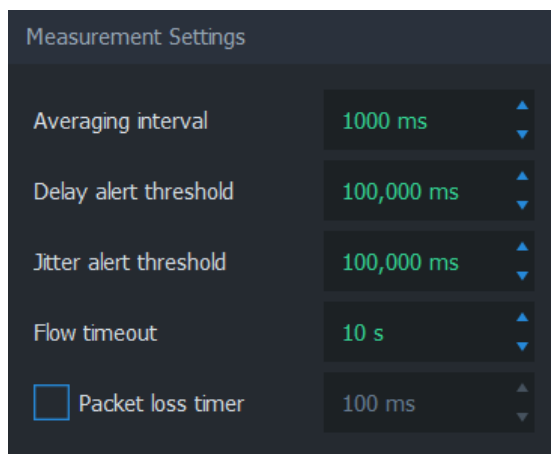 Measurement Settings
Averaging interval 1000 ms
Delay alert threshold 100,000 ms
Jitter alert threshold 100,000 ms
Flow timeout 10 s
Packet loss timer 100 ms